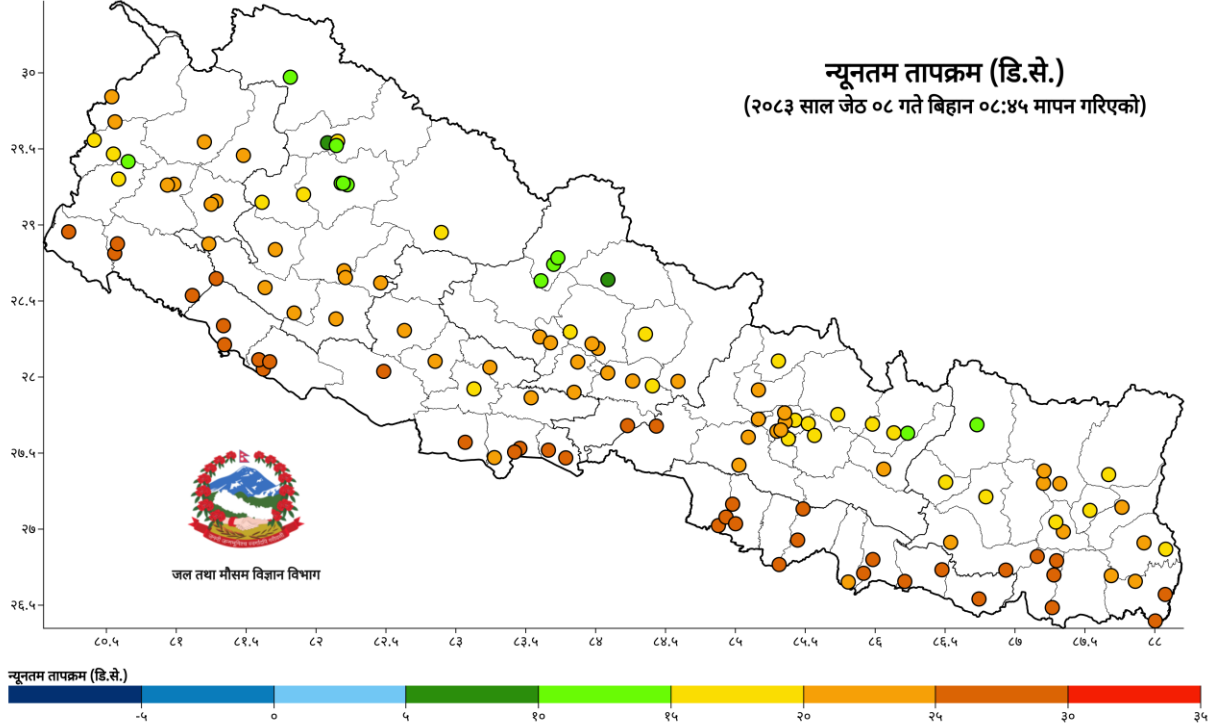 न्यूनतम तापक्रम (डि.से.)
(२०८३ साल जेठ ०८ गते बिहान ०८:४५ मापन गरिएको)
३०
२९.५
२९
२८.५
२८
२७.५
२७
२६.५
जल तथा मौसम विज्ञान विभाग
८०.५ ८१ ८१.५ ८२ ८२.५ ८३ ८३.५ ८४ ८४.५ ८५ ८५.५ ८६ ८६.५ ८७ ८७.५ ८८
न्यूनतम तापक्रम (डि.से.)
-५ ० ५ १० १५ २० २५ ३० ३५